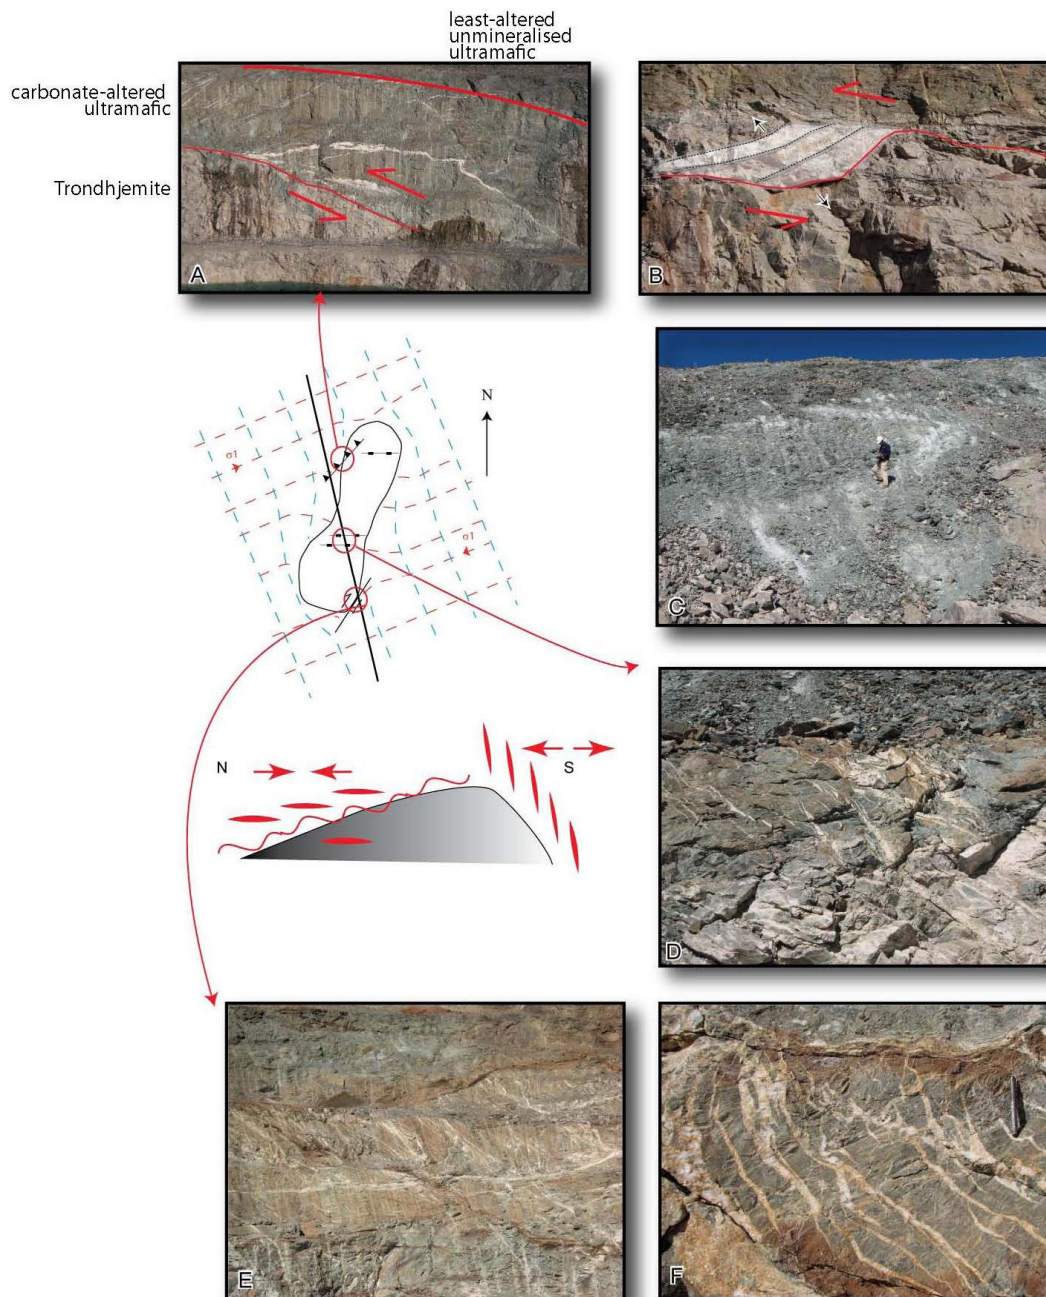 least-altered
unmineralised
ultramafic
carbonate-altered
ultramafic
Trondhjemite
A
B
N
σ1
σ1
C
N
S
D
E
F